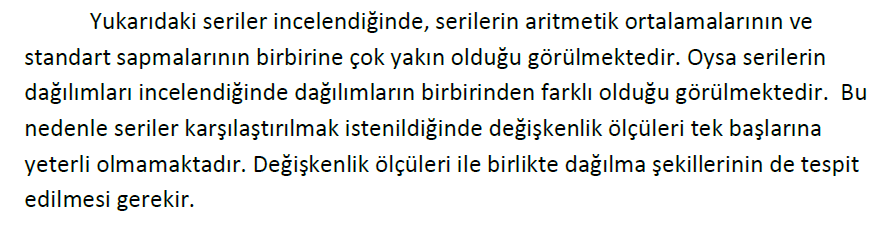 Yukarıdaki seriler incelendiğinde, serilerin aritmetik ortalamalarının ve
standart sapmalarının birbirine çok yakın olduğu görülmektedir. Oysa serilerin
dağılımları incelendiğinde dağılımların birbirinden farklı olduğu görülmektedir.  Bu
nedenle seriler karşılaştırılmak istenildiğinde değişkenlik ölçüleri tek başlarına
yeterli olmamaktadır. Değişkenlik ölçüleri ile birlikte dağılma şekillerinin de tespit
edilmesi gerekir.